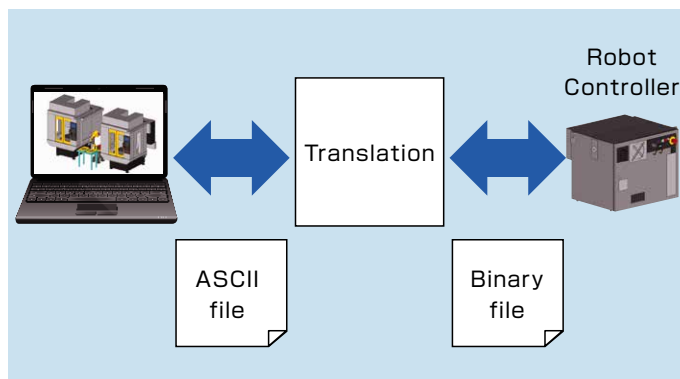 Robot
Controller
Translation
ASCII
file
Binary
file